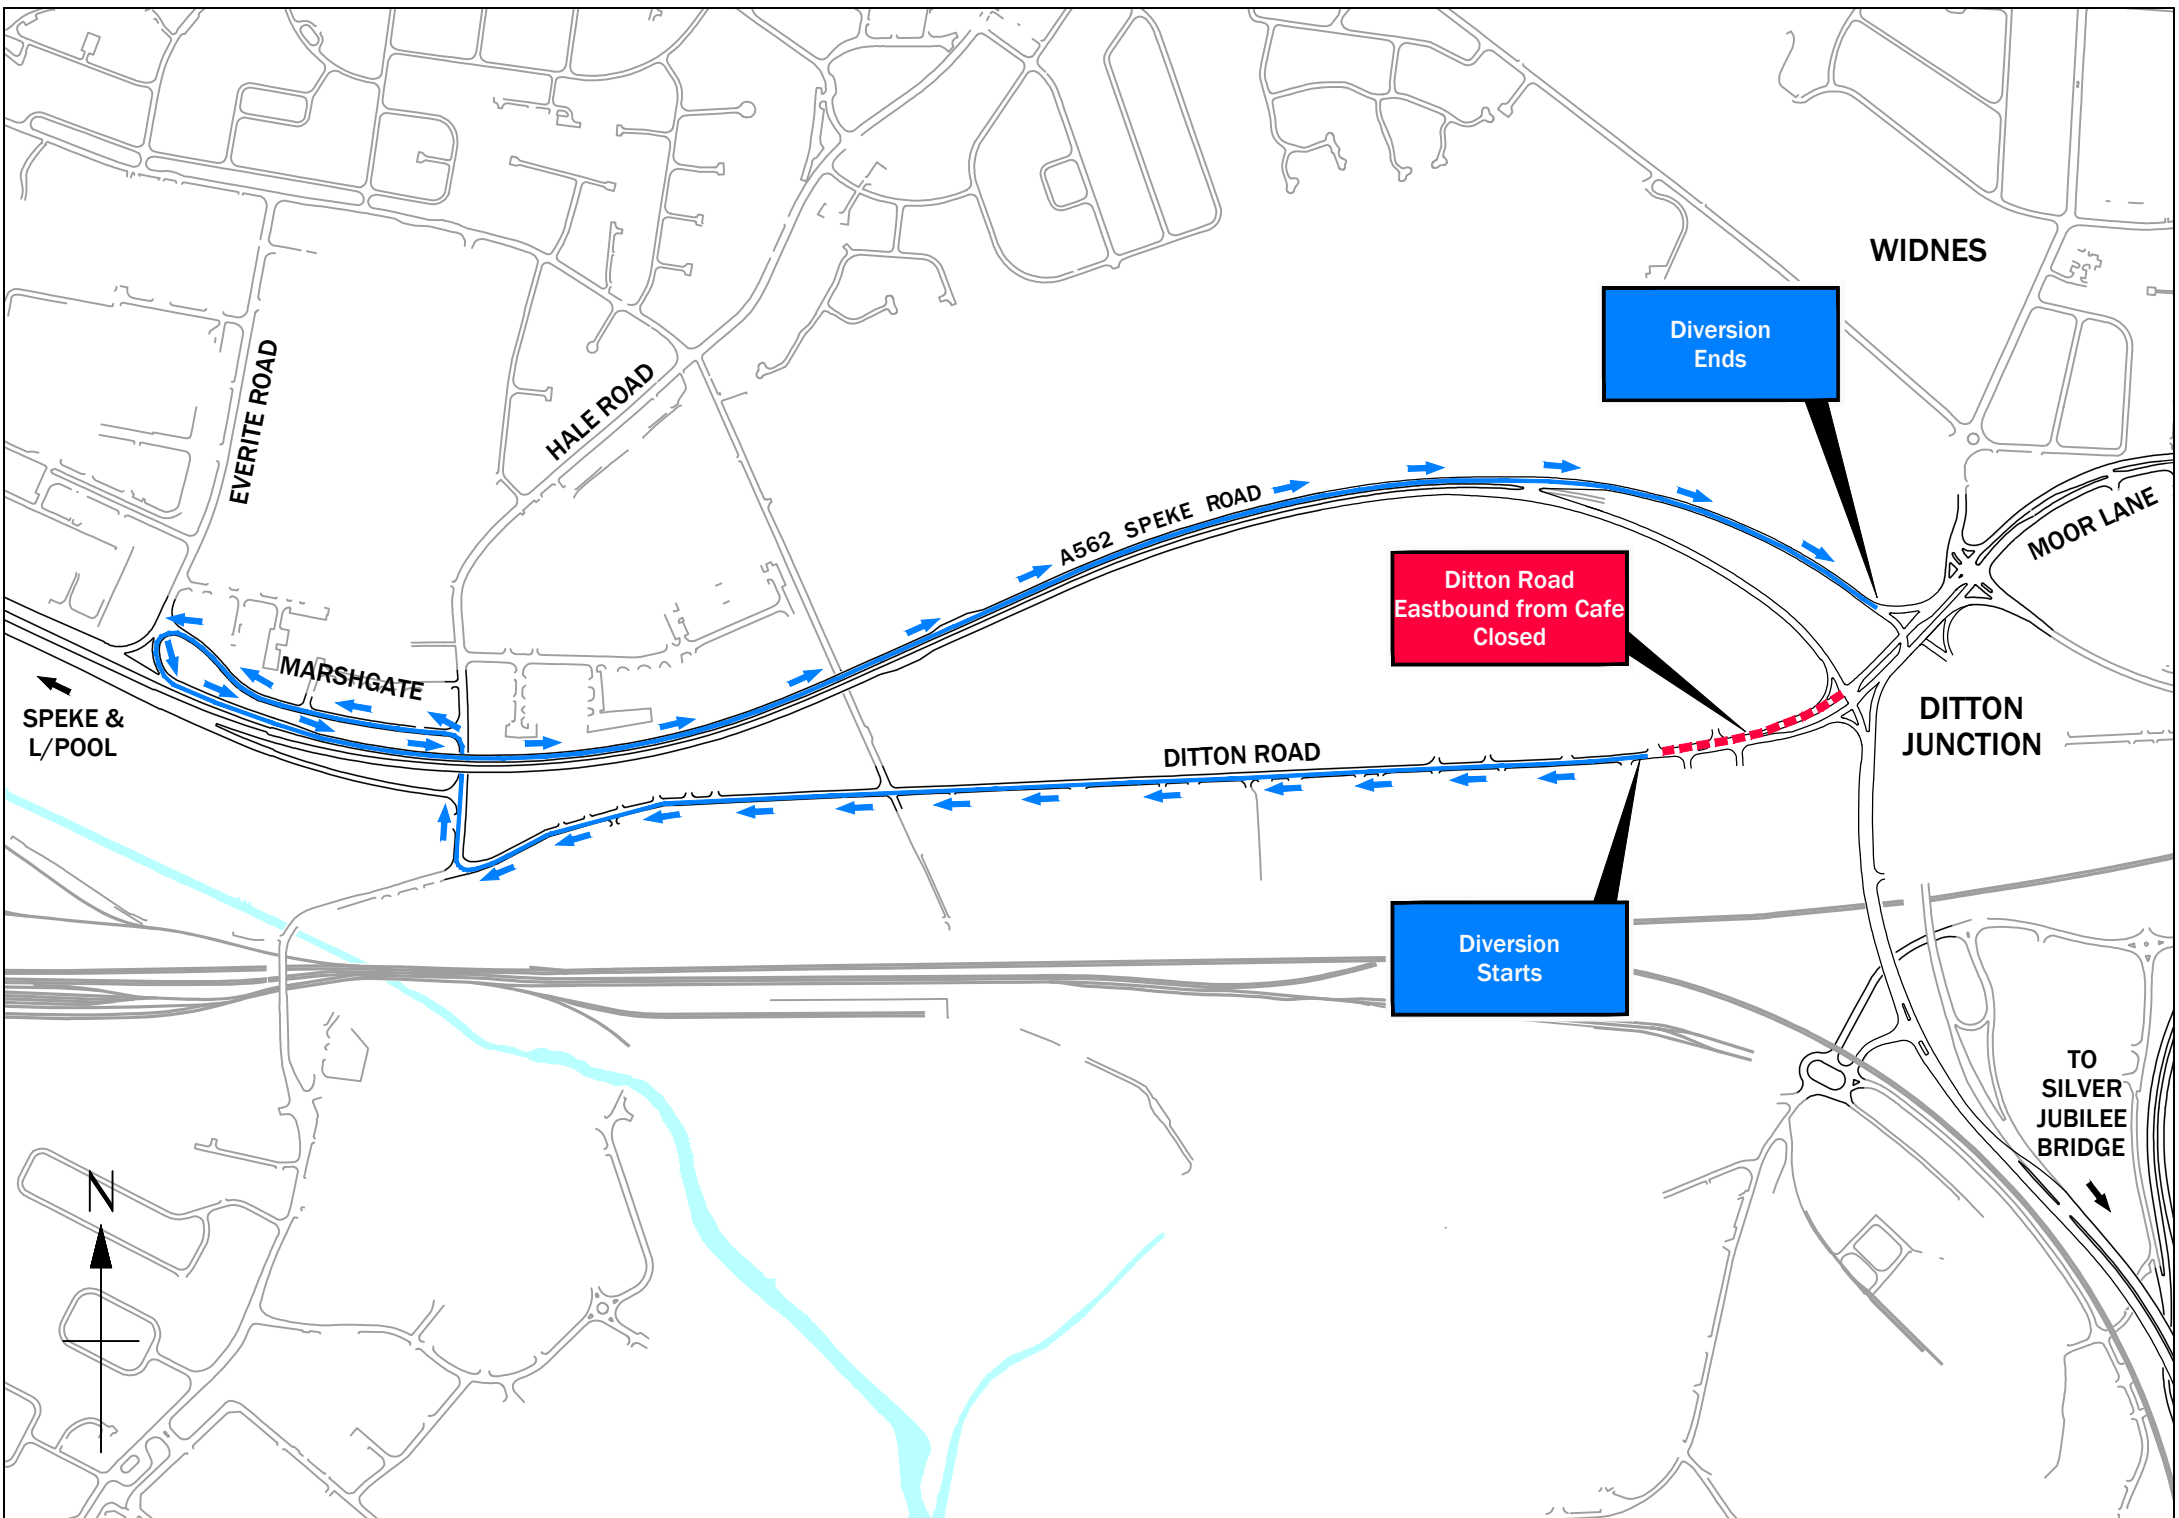 WIDNES
Diversion
Ends
EVERITE ROAD
HALE ROAD
A562 SPEKE ROAD
MOOR LANE
Ditton Road
Eastbound from Cafe
Closed
MARSHGATE
SPEKE &
L/POOL
DITTON
JUNCTION
DITTON ROAD
Diversion
Starts
TO
SILVER
JUBILEE
BRIDGE
N